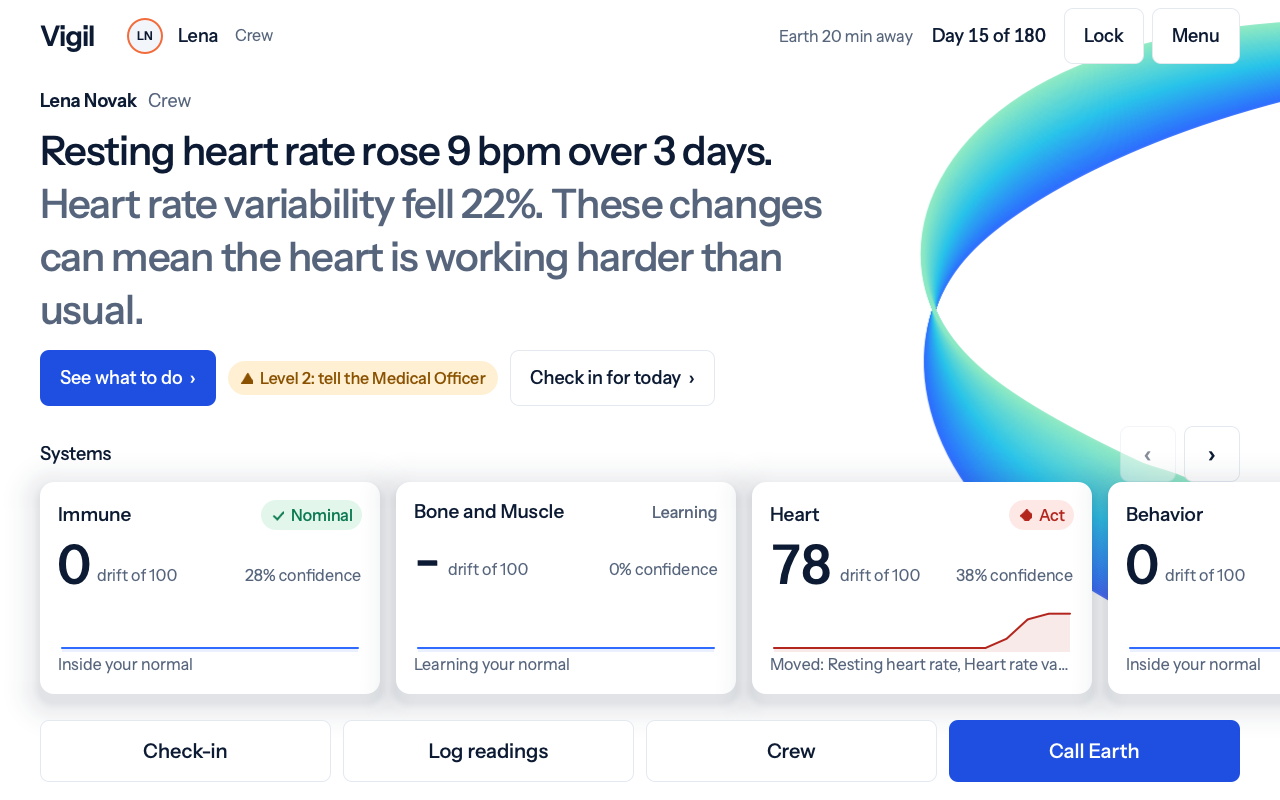 Vigil LN Lena Crew Earth 20 min away Day 15 of 180 Lock Menu
Lena Novak Crew
Resting heart rate rose 9 bpm over 3 days.
Heart rate variability fell 22%. These changes
can mean the heart is working harder than
usual.
See what to do › Level 2: tell the Medical Officer Check in for today ›
Systems ‹ ›
Immune Nominal
0 drift of 100 28% confidence
Inside your normal
Bone and Muscle Learning
– drift of 100 0% confidence
Learning your normal
Heart Act
78 drift of 100 38% confidence
Moved: Resting heart rate, Heart rate va...
Behavior
0 drift of 100
Inside your normal
Check-in Log readings Crew Call Earth